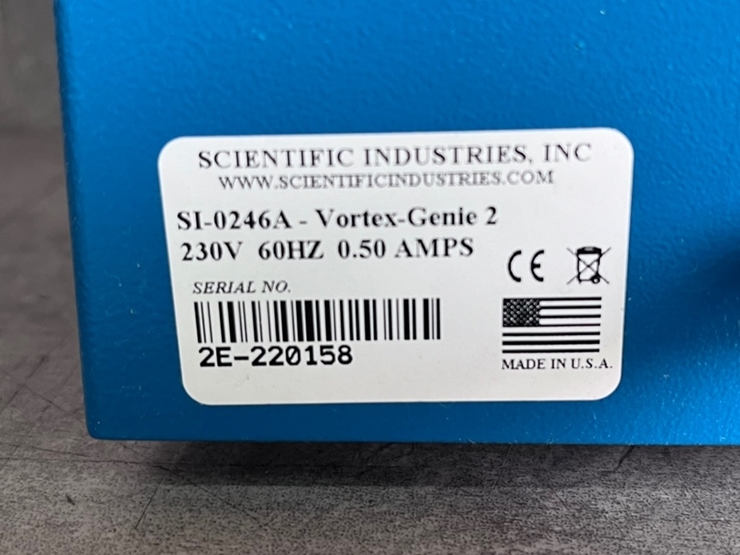 SCIENTIFIC INDUSTRIES, INC
WWW.SCIENTIFICINDUSTRIES.COM
SI-0246A - Vortex-Genie 2
230V 60HZ 0.50 AMPS
CE
SERIAL NO.
2E-220158
MADE IN U.S.A.